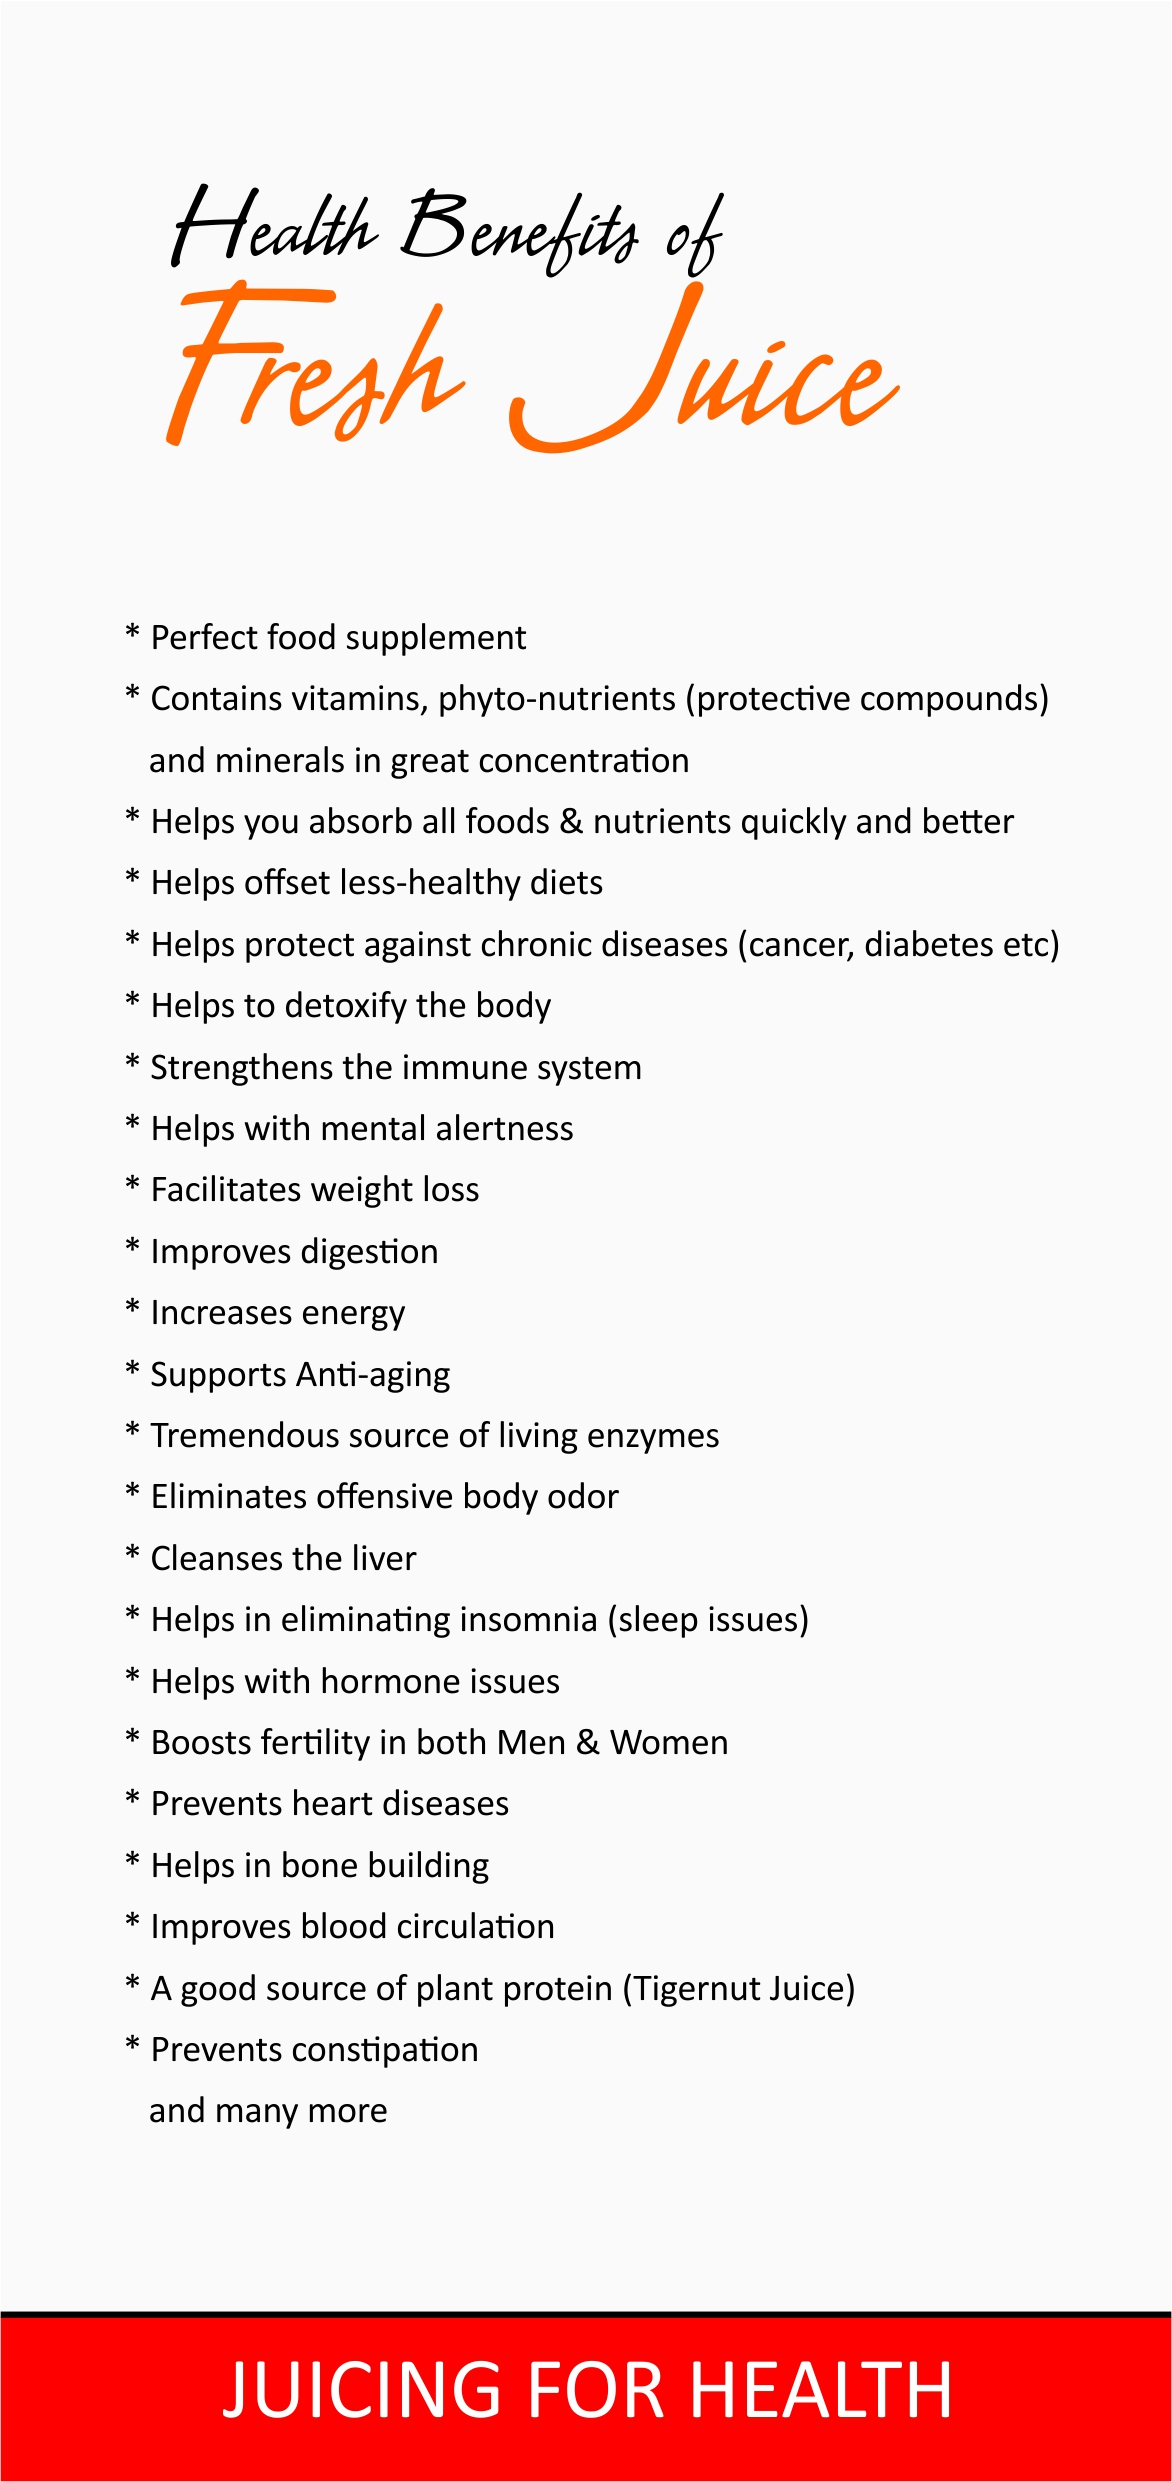 Health Benefits of
Fresh Juice
* Perfect food supplement
* Contains vitamins, phyto-nutrients (protective compounds)
and minerals in great concentration
* Helps you absorb all foods & nutrients quickly and better
* Helps offset less-healthy diets
* Helps protect against chronic diseases (cancer, diabetes etc)
* Helps to detoxify the body
* Strengthens the immune system
* Helps with mental alertness
* Facilitates weight loss
* Improves digestion
* Increases energy
* Supports Anti-aging
* Tremendous source of living enzymes
* Eliminates offensive body odor
* Cleanses the liver
* Helps in eliminating insomnia (sleep issues)
* Helps with hormone issues
* Boosts fertility in both Men & Women
* Prevents heart diseases
* Helps in bone building
* Improves blood circulation
* A good source of plant protein (Tigernut Juice)
* Prevents constipation
and many more
JUICING FOR HEALTH